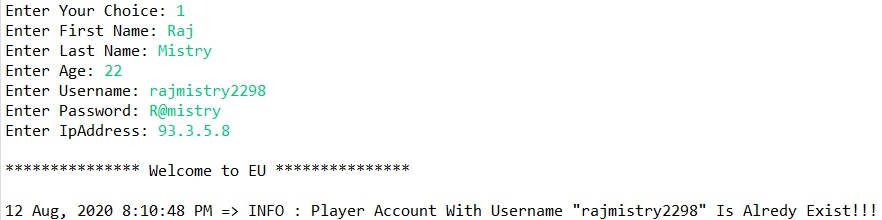 Enter Your Choice: 1
Enter First Name: Raj
Enter Last Name: Mistry
Enter Age: 22
Enter Username: rajmistry2298
Enter Password: R@mistry
Enter IpAddress: 93.3.5.8
*************** Welcome to EU ***************
12 Aug, 2020 8:10:48 PM => INFO : Player Account With Username "rajmistry2298" Is Alredy Exist!!!